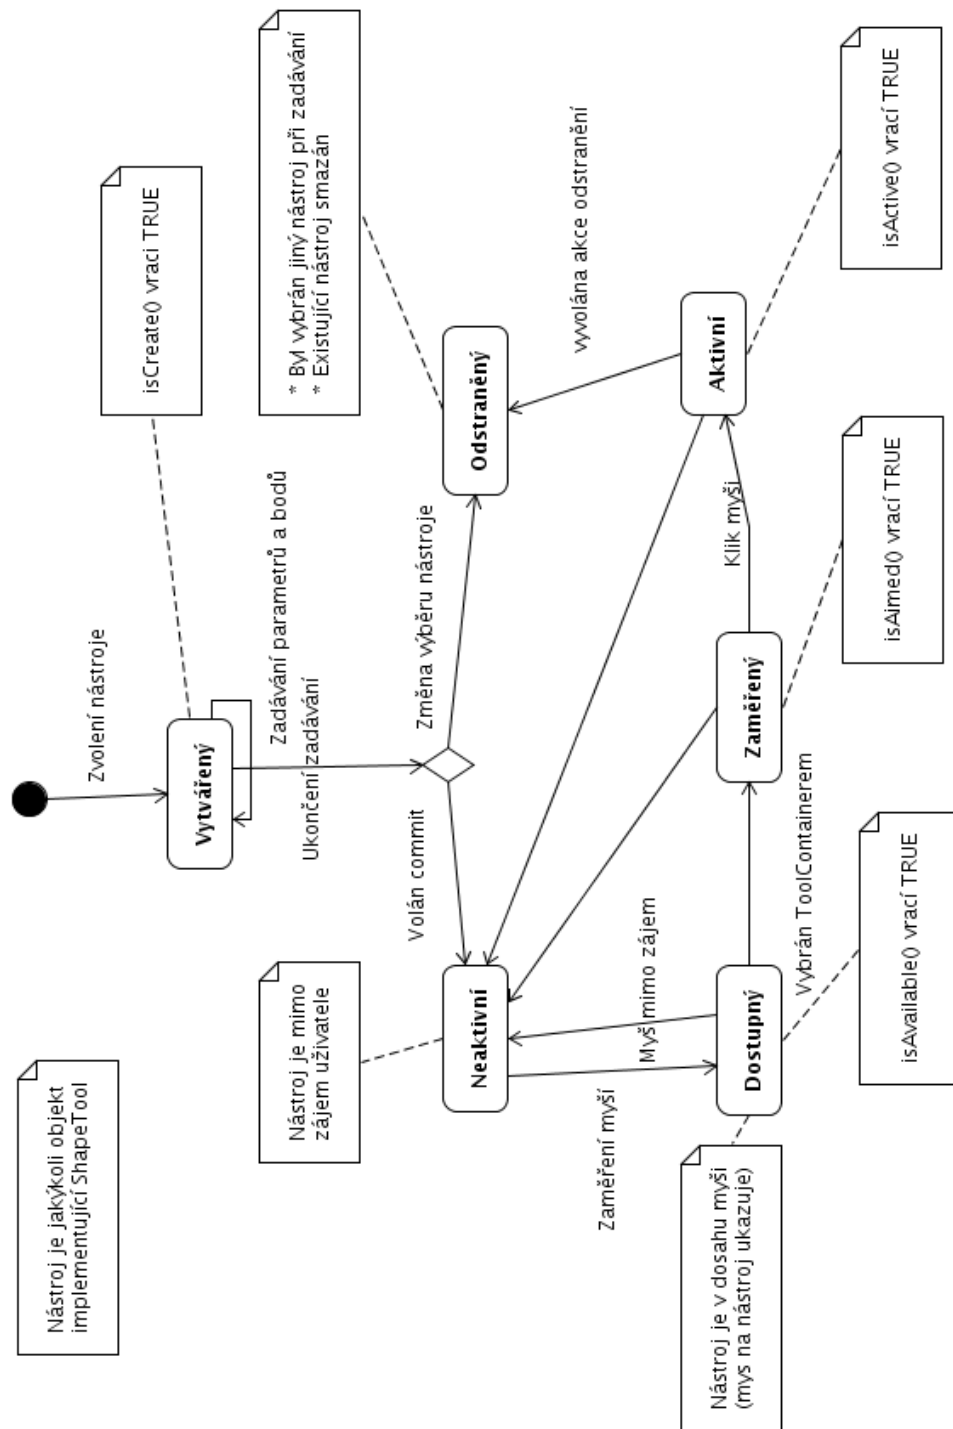 Nástroj je jakýkoli objekt
implementující ShapeTool
Zvolení nástroje
Vytvářený
isCreate() vraci TRUE
Zadávání parametrů a bodů
Ukončení zadávání
Nástroj je mimo
zájem uživatele
* Byl vybrán jiný nástroj při zadávání
* Existující nástroj smazán
Volán commit
Změna výběru nástroje
Neaktivní
Odstraněný
Zaměření myší
Myš mimo zájem
vyvolána akce odstranění
Dostupný
Zaměřený
Aktivní
Klik myši
Vybrán ToolContainerem
Nástroj je v dosahu myši
(mys na nástroj ukazuje)
isAvailable() vrací TRUE
isAimed() vrací TRUE
isActive() vrací TRUE